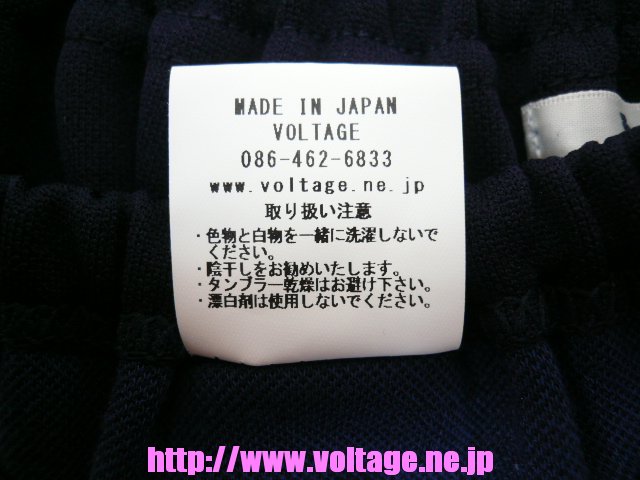 MADE IN JAPAN
VOLTAGE
086-462-6833
www.voltage.ne.jp
取り扱い注意
・色物と白物を一緒に洗濯しないで
ください。
・陰干しをお勧めいたします。
・タンブラー乾燥はお避け下さい。
・漂白剤は使用しないでください。
http://www.voltage.ne.jp